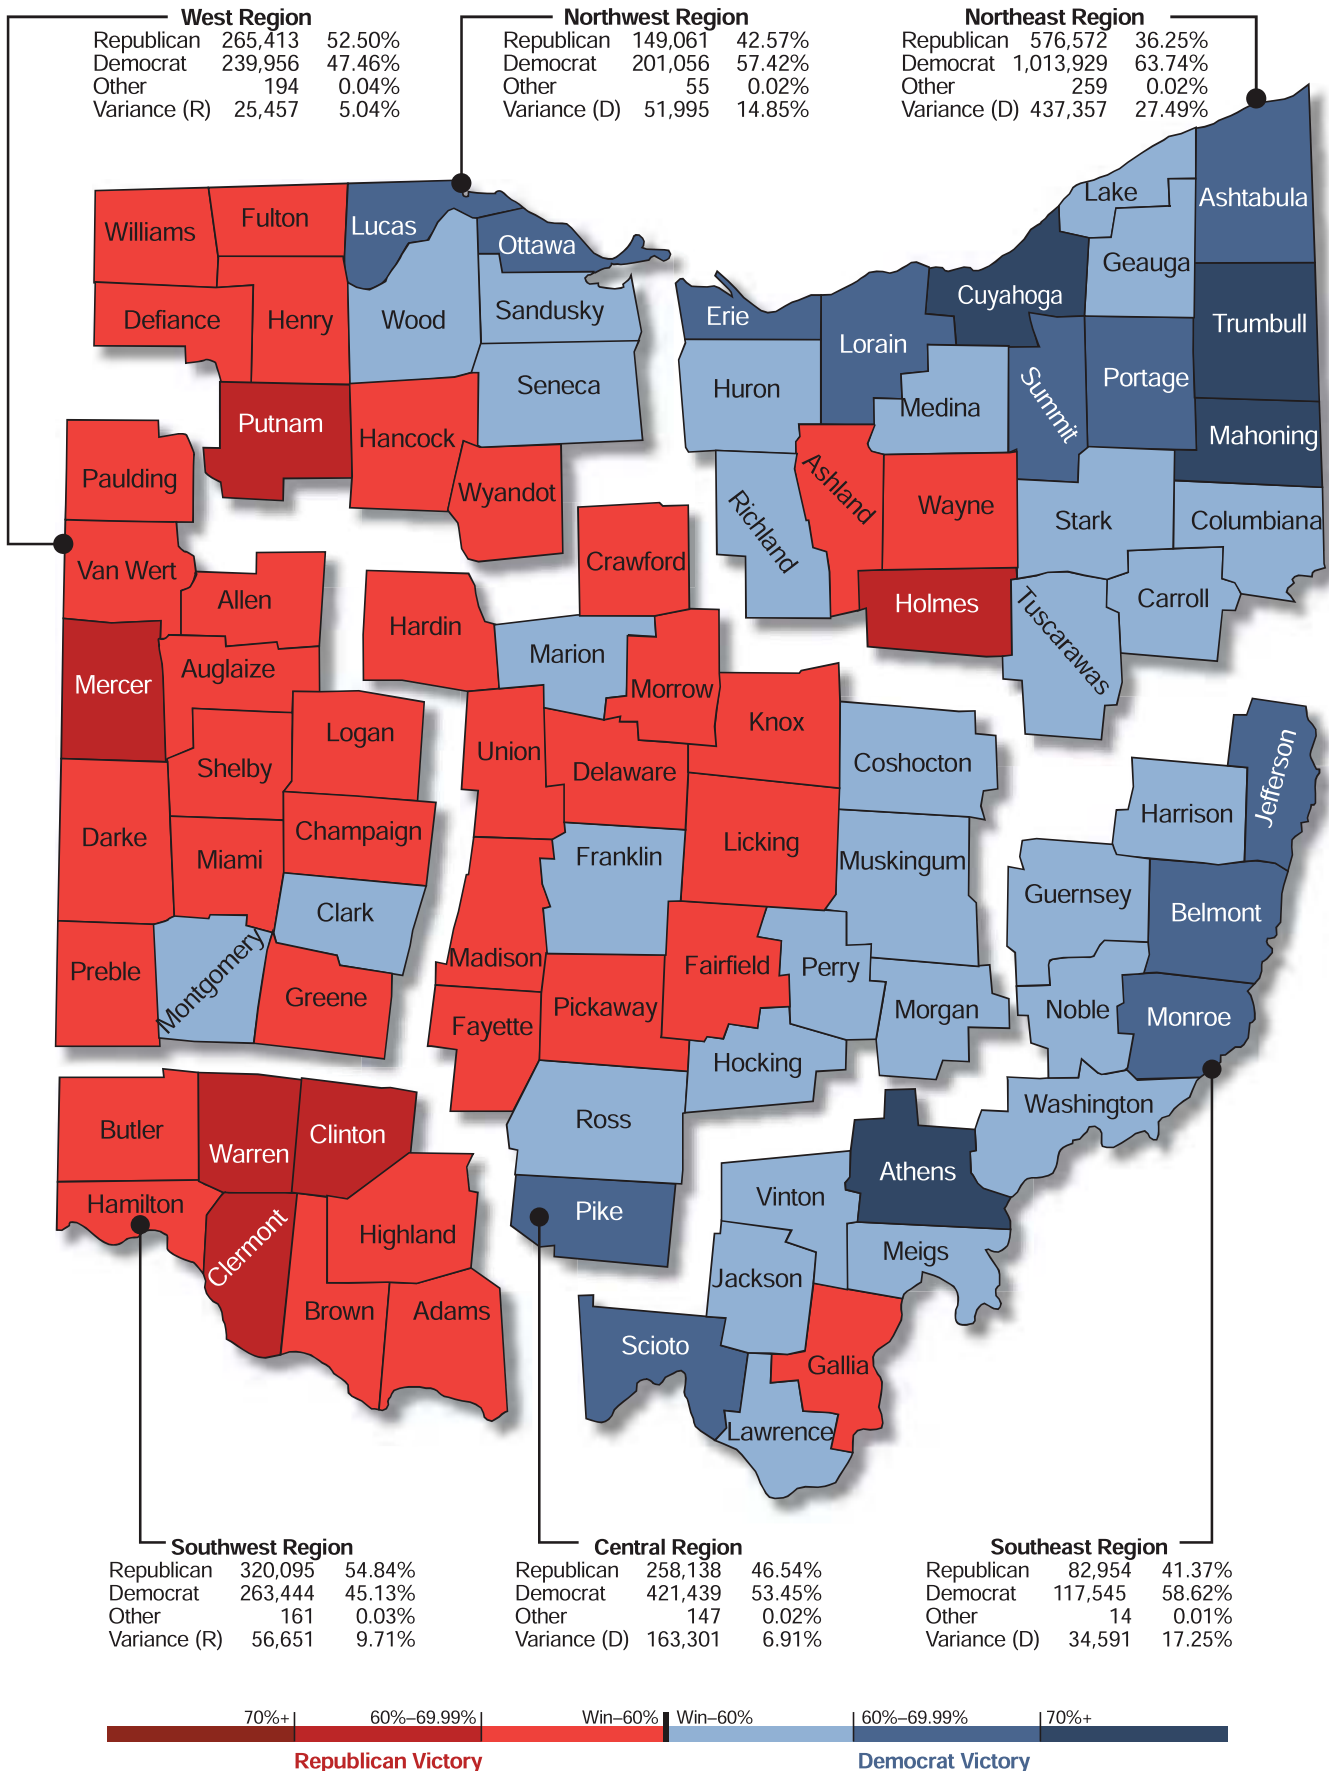 West Region
Republican 265,413 52.50%
Democrat 239,956 47.46%
Other 194 0.04%
Variance (R) 25,457 5.04%
Northwest Region
Republican 149,061 42.57%
Democrat 201,056 57.42%
Other 55 0.02%
Variance (D) 51,995 14.85%
Northeast Region
Republican 576,572 36.25%
Democrat 1,013,929 63.74%
Other 259 0.02%
Variance (D) 437,357 27.49%
Williams
Fulton
Lucas
Ottawa
Defiance
Henry
Wood
Sandusky
Seneca
Putnam
Hancock
Wyandot
Lake
Ashtabula
Geauga
Cuyahoga
Erie
Lorain
Trumbull
Huron
Medina
Summit
Portage
Mahoning
Richland
Ashland
Wayne
Stark
Columbiana
Holmes
Tuscarawas
Carroll
Paulding
Van Wert
Allen
Mercer
Auglaize
Logan
Shelby
Darke
Miami
Champaign
Clark
Preble
Montgomery
Greene
Crawford
Hardin
Marion
Morrow
Union
Delaware
Knox
Coshocton
Licking
Franklin
Muskingum
Madison
Fairfield
Perry
Pickaway
Fayette
Morgan
Hocking
Ross
Pike
Jefferson
Harrison
Guernsey
Belmont
Noble
Monroe
Washington
Athens
Vinton
Meigs
Jackson
Scioto
Gallia
Lawrence
Butler
Warren
Clinton
Hamilton
Clermont
Highland
Brown
Adams
Southwest Region
Republican 320,095 54.84%
Democrat 263,444 45.13%
Other 161 0.03%
Variance (R) 56,651 9.71%
Central Region
Republican 258,138 46.54%
Democrat 421,439 53.45%
Other 147 0.02%
Variance (D) 163,301 6.91%
Southeast Region
Republican 82,954 41.37%
Democrat 117,545 58.62%
Other 14 0.01%
Variance (D) 34,591 17.25%
70%+ 60%–69.99% Win–60% Win–60% 60%–69.99% 70%+
Republican Victory Democrat Victory